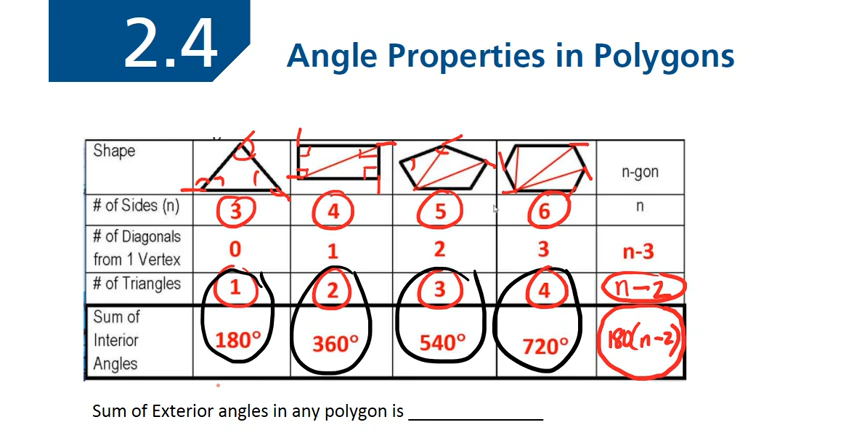 2.4
Angle Properties in Polygons
Shape n-gon
# of Sides (n) 3 4 5 6 n
# of Diagonals
from 1 Vertex 0 1 2 3 n-3
# of Triangles 1 2 3 4 n-2
Sum of
Interior 180° 360° 540° 720° 180(n-2)
Angles
Sum of Exterior angles in any polygon is _______________